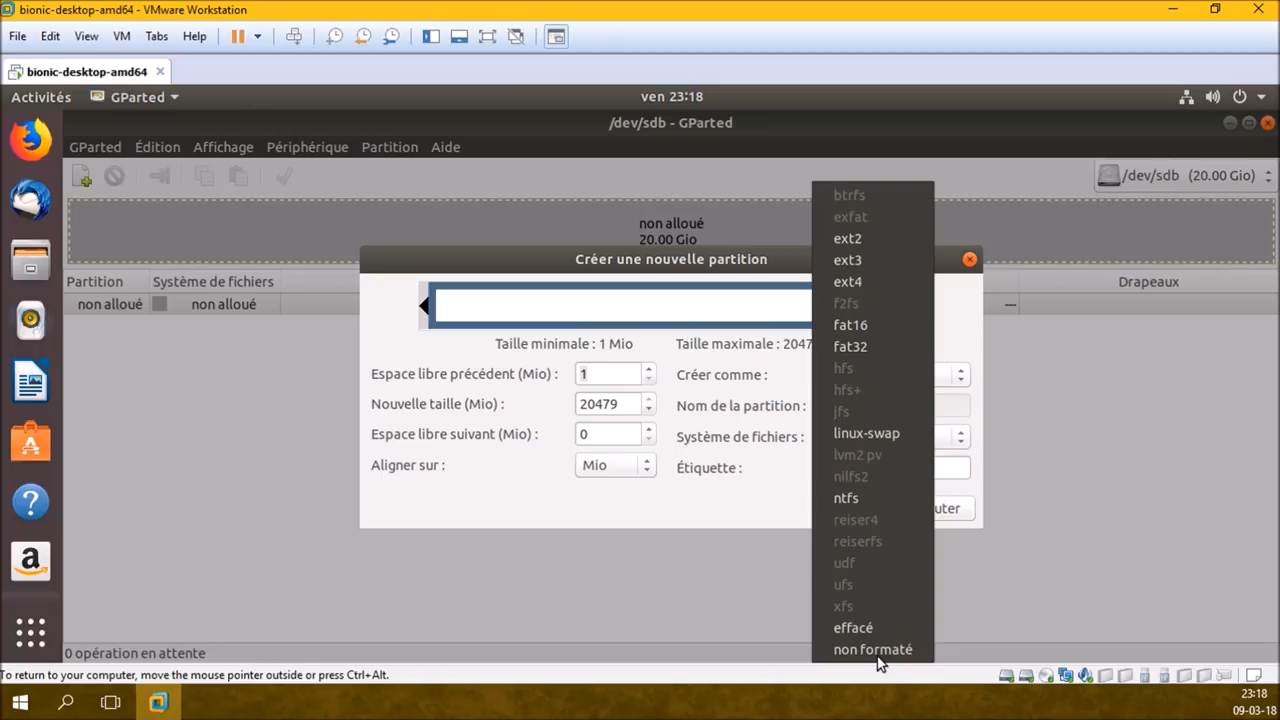 bionic-desktop-amd64 - VMware Workstation
File Edit View VM Tabs Help
bionic-desktop-amd64
Activités GParted ven 23:18
/dev/sdb - GParted
GParted Édition Affichage Périphérique Partition Aide
/dev/sdb (20.00 Gio)
non alloué
20.00 Gio
Créer une nouvelle partition
Partition Système de fichiers Drapeaux
non alloué non alloué ---
Taille minimale : 1 Mio Taille maximale : 2047
Espace libre précédent (Mio) : 1 Créer comme :
Nouvelle taille (Mio) : 20479 Nom de la partition :
Espace libre suivant (Mio) : 0 Système de fichiers :
Aligner sur : Mio Étiquette :
uter
btrfs
exfat
ext2
ext3
ext4
f2fs
fat16
fat32
hfs
hfs+
jfs
linux-swap
lvm2 pv
nilfs2
ntfs
reiser4
reiserfs
udf
ufs
xfs
effacé
non formaté
0 opération en attente
To return to your computer, move the mouse pointer outside or press Ctrl+Alt.
23:18
09-03-18